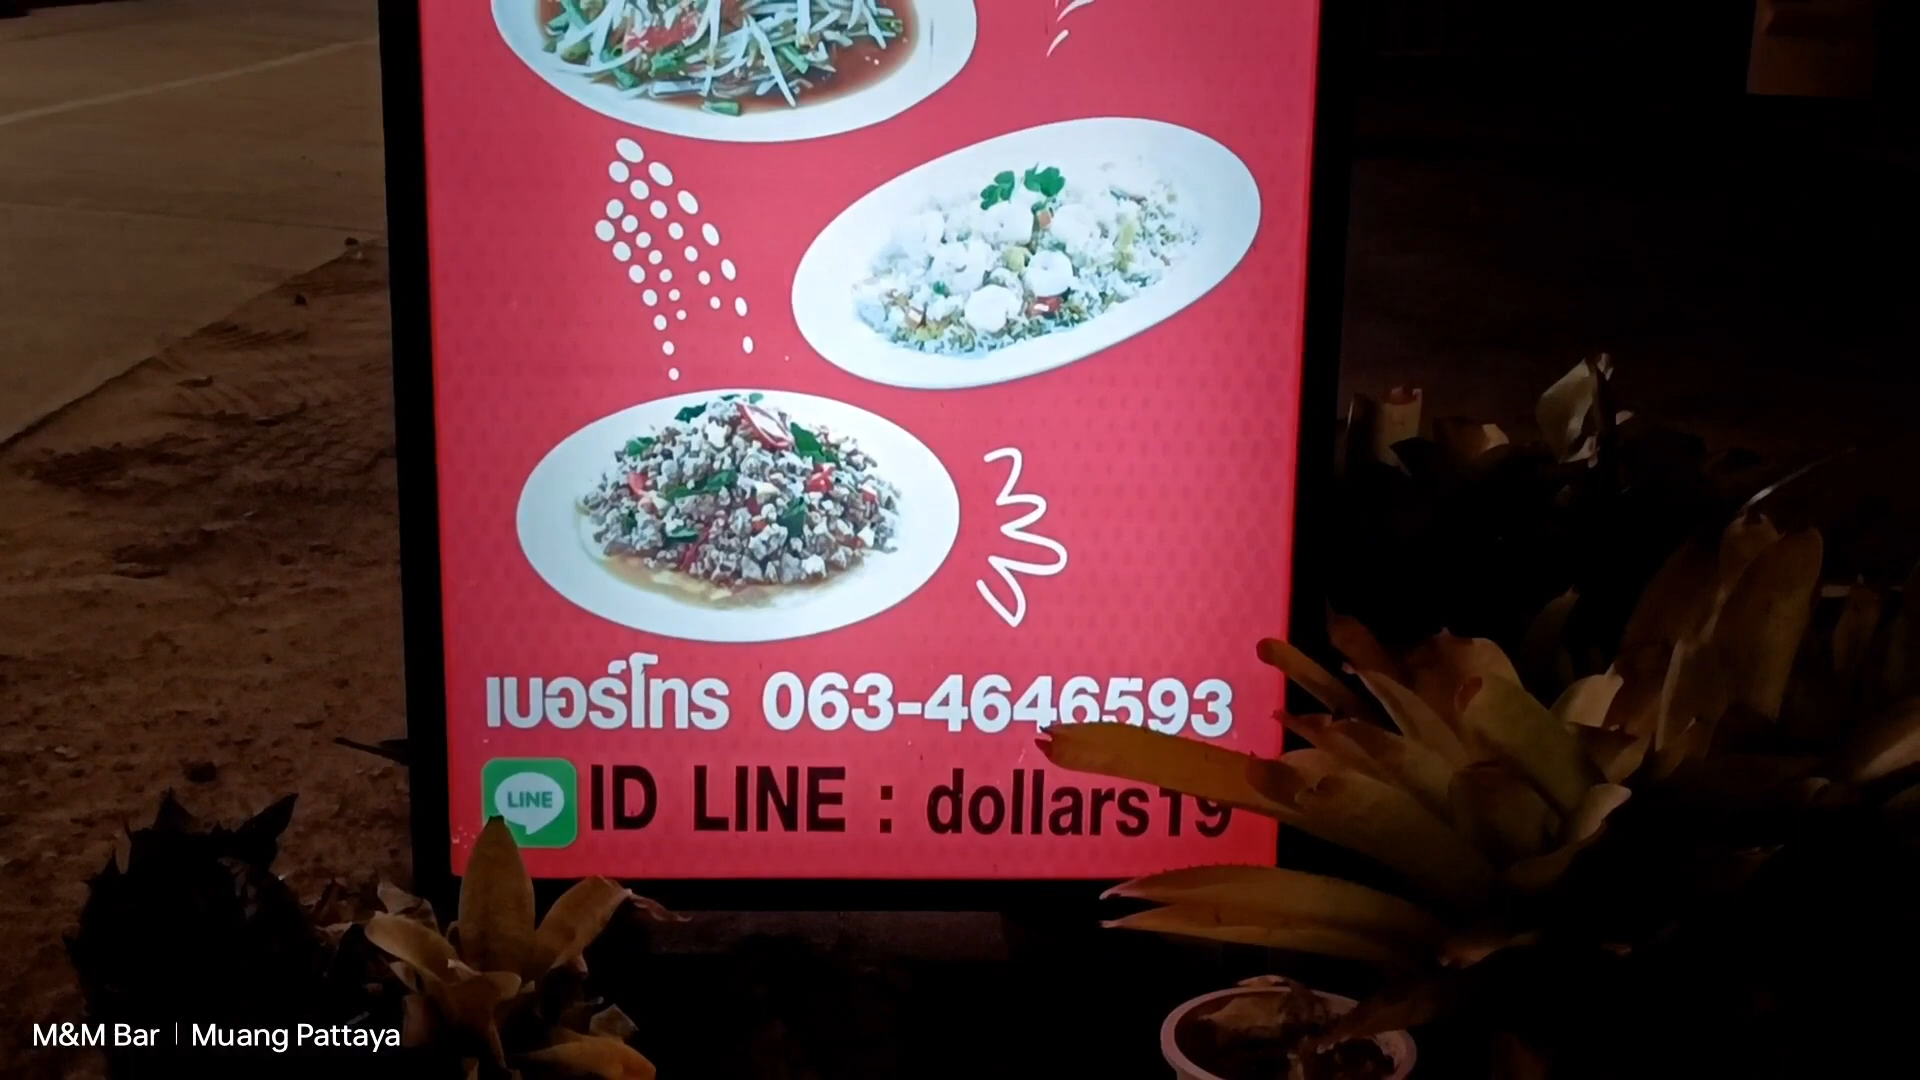 เบอร์โทร 063-4646593
LINE ID LINE : dollars19
M&M Bar | Muang Pattaya